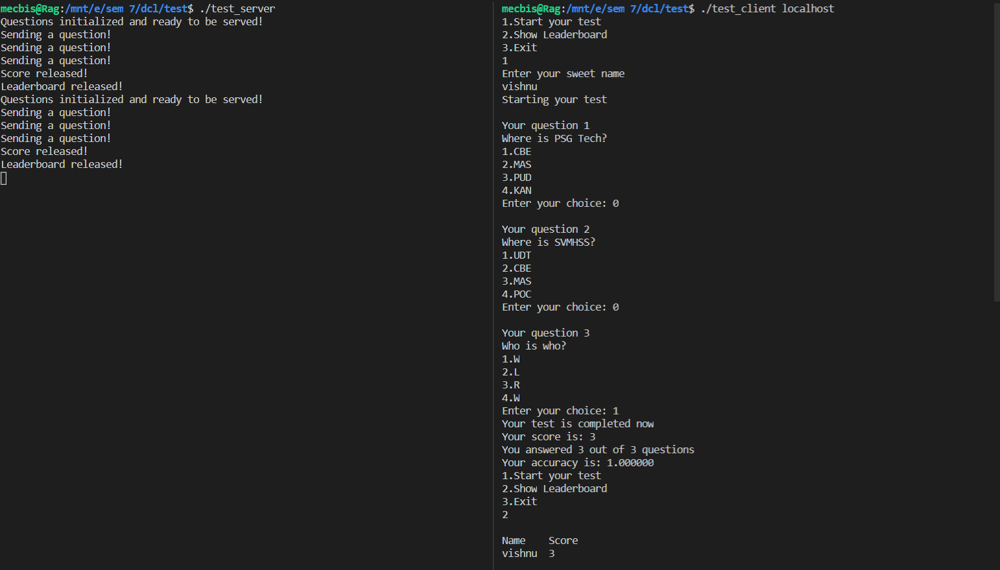 mecbis@Rag:/mnt/e/sem 7/dcl/test$ ./test_server
Questions initialized and ready to be served!
Sending a question!
Sending a question!
Sending a question!
Score released!
Leaderboard released!
Questions initialized and ready to be served!
Sending a question!
Sending a question!
Sending a question!
Score released!
Leaderboard released!
mecbis@Rag:/mnt/e/sem 7/dcl/test$ ./test_client localhost
1.Start your test
2.Show Leaderboard
3.Exit
1
Enter your sweet name
vishnu
Starting your test
Your question 1
Where is PSG Tech?
1.CBE
2.MAS
3.PUD
4.KAN
Enter your choice: 0
Your question 2
Where is SVMHSS?
1.UDT
2.CBE
3.MAS
4.POC
Enter your choice: 0
Your question 3
Who is who?
1.W
2.L
3.R
4.W
Enter your choice: 1
Your test is completed now
Your score is: 3
You answered 3 out of 3 questions
Your accuracy is: 1.000000
1.Start your test
2.Show Leaderboard
3.Exit
2
Name    Score
vishnu  3